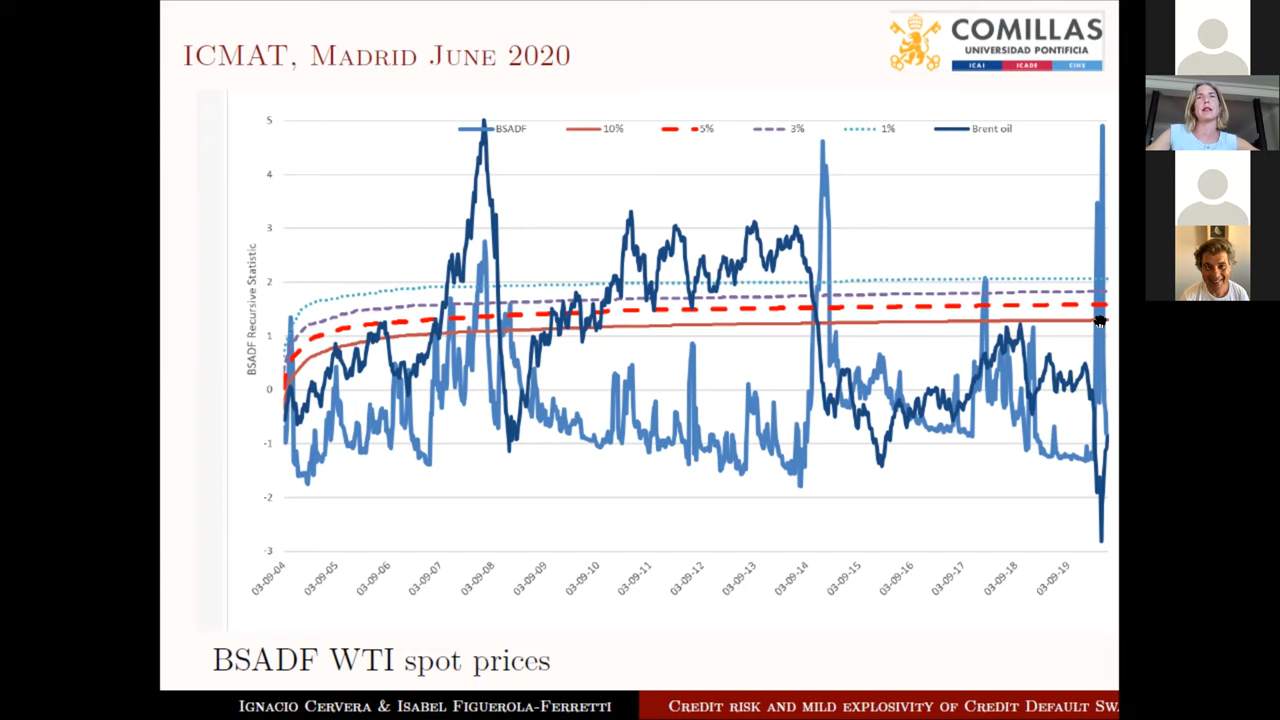 ICMAT, Madrid June 2020
COMILLAS
UNIVERSIDAD PONTIFICIA
ICAI ICADE CIHS
BSADF 10% 5% 3% 1% Brent oil
5
4
3
2
1
0
-1
-2
-3
BSADF Recursive Statistic
03-09-04 03-09-05 03-09-06 03-09-07 03-09-08 03-09-09 03-09-10 03-09-11 03-09-12 03-09-13 03-09-14 03-09-15 03-09-16 03-09-17 03-09-18 03-09-19
BSADF WTI spot prices
Ignacio Cervera & Isabel Figuerola-Ferretti
Credit risk and mild explosivity of Credit Default Sw